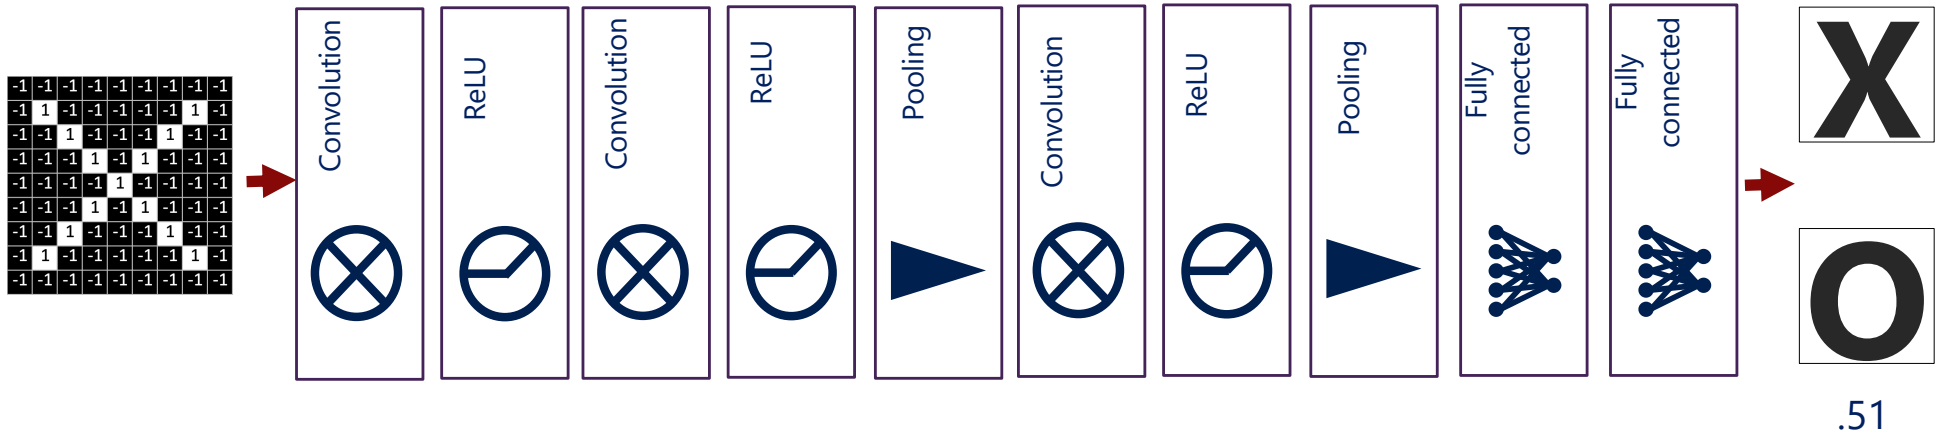 -1 -1 -1 -1 -1 -1 -1 -1 -1
-1 1 -1 -1 -1 -1 -1 1 -1
-1 -1 1 -1 -1 -1 1 -1 -1
-1 -1 -1 1 -1 1 -1 -1 -1
-1 -1 -1 -1 1 -1 -1 -1 -1
-1 -1 -1 1 -1 1 -1 -1 -1
-1 -1 1 -1 -1 -1 1 -1 -1
-1 1 -1 -1 -1 -1 -1 1 -1
-1 -1 -1 -1 -1 -1 -1 -1 -1
Convolution
ReLU
Convolution
ReLU
Pooling
Convolution
ReLU
Pooling
Fully
connected
Fully
connected
X
O
.51